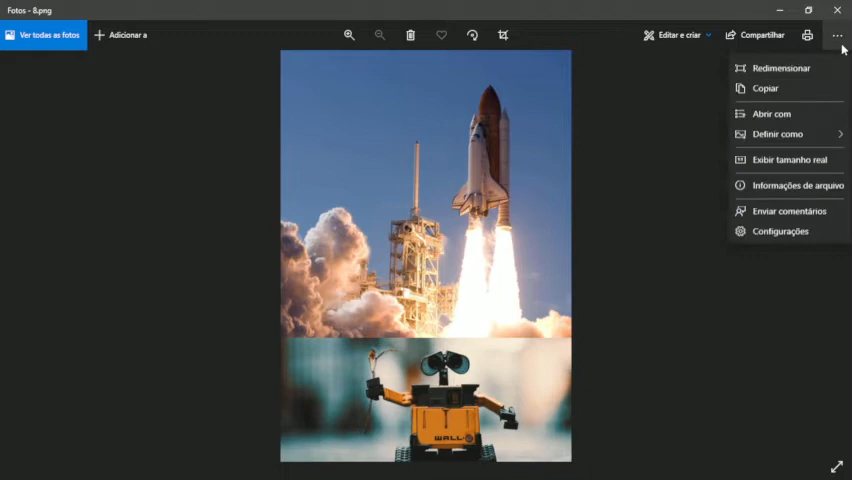 Fotos - 8.png
Ver todas as fotos
Adicionar a
Editar e criar
Compartilhar
Redimensionar
Copiar
Abrir com
Definir como
Exibir tamanho real
Informações de arquivo
Enviar comentários
Configurações
WALL·E